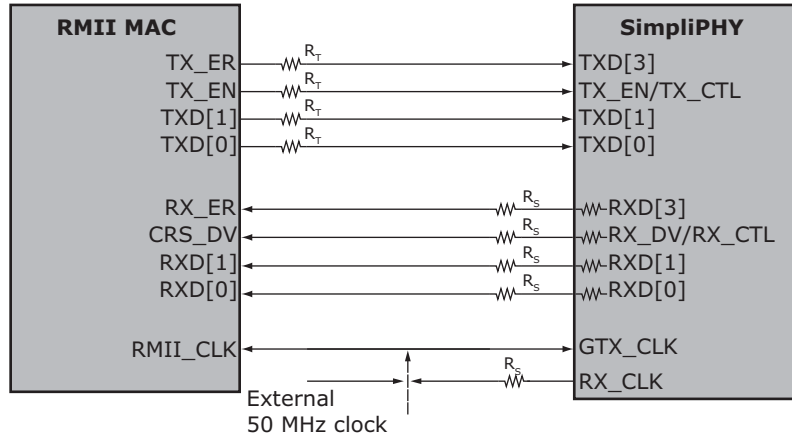 RMII MAC
SimpliPHY
TX_ER
R_T
TXD[3]
TX_EN
R_T
TX_EN/TX_CTL
TXD[1]
R_T
TXD[1]
TXD[0]
R_T
TXD[0]
RX_ER
R_S
RXD[3]
CRS_DV
R_S
RX_DV/RX_CTL
RXD[1]
R_S
RXD[1]
RXD[0]
R_S
RXD[0]
RMII_CLK
GTX_CLK
R_S
RX_CLK
External
50 MHz clock